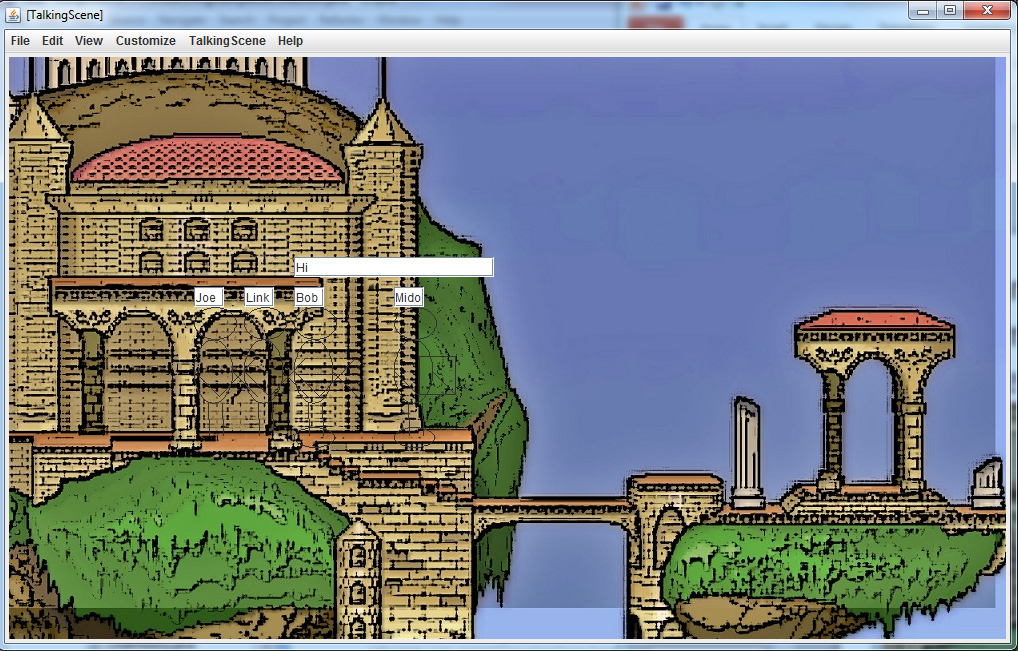 [TalkingScene]
File Edit View Customize TalkingScene Help
Hi
Joe Link Bob Mido